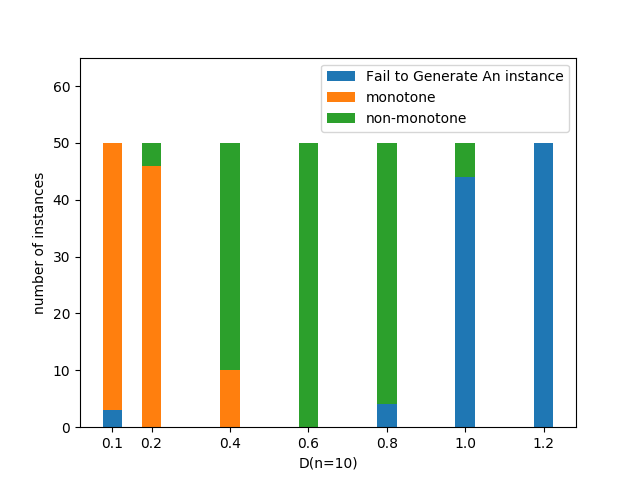 Fail to Generate An instance
monotone
non-monotone
number of instances
60
50
40
30
20
10
0
0.1 0.2 0.4 0.6 0.8 1.0 1.2
D(n=10)